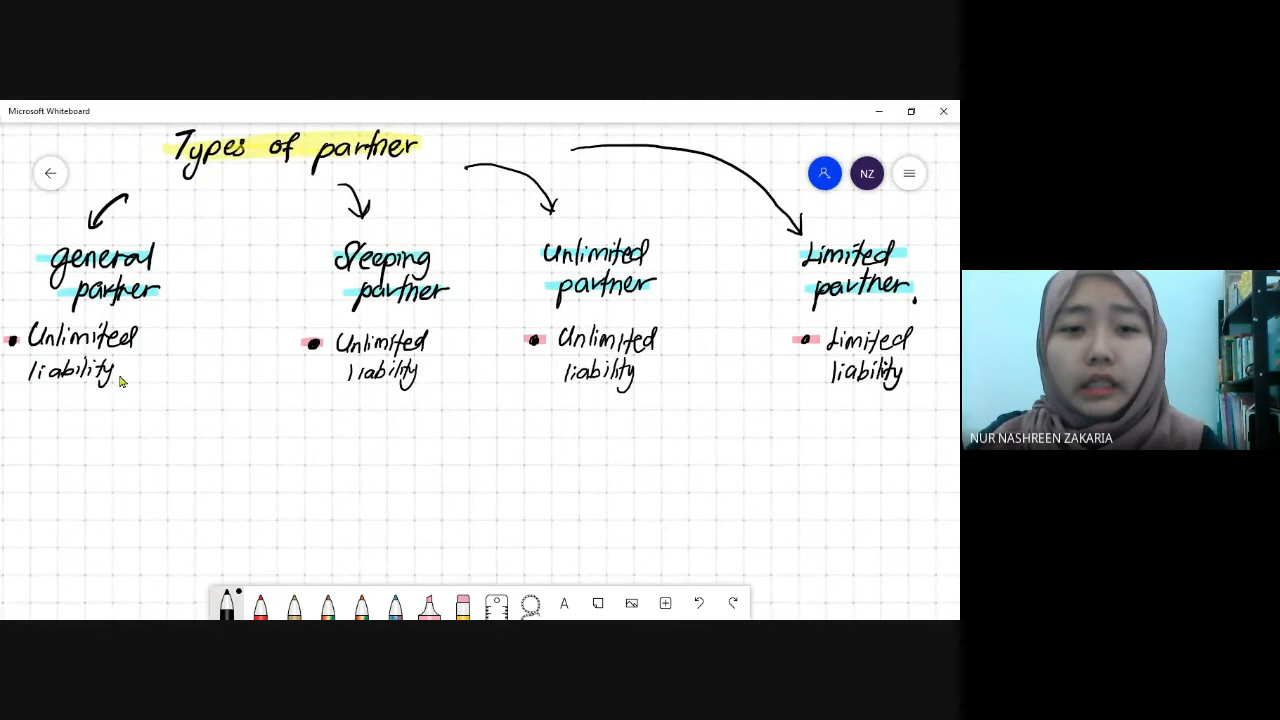 Microsoft Whiteboard
Types of partner
NZ
general
partner
• Unlimited
liability
Sleeping
partner
• Unlimited
liability
Unlimited
partner
• Unlimited
liability
Limited
partner.
• Limited
liability
A
NUR NASHREEN ZAKARIA